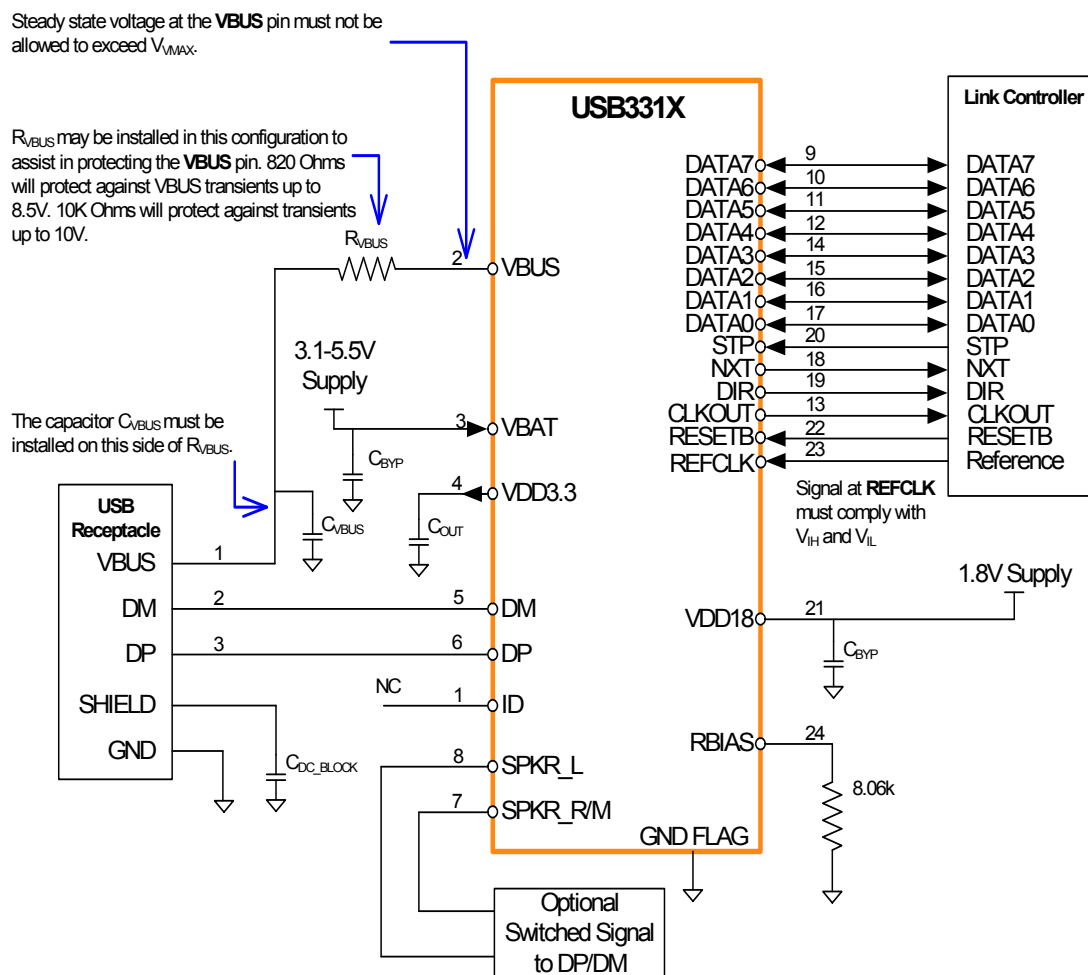 Steady state voltage at the VBUS pin must not be
allowed to exceed VVMAX.
RVBUS may be installed in this configuration to
assist in protecting the VBUS pin. 820 Ohms
will protect against VBUS transients up to
8.5V. 10K Ohms will protect against transients
up to 10V.
RVBUS
3.1-5.5V
Supply
The capacitor CVBUS must be
installed on this side of RVBUS.
CBYP
CVBUS
COUT
USB
Receptacle
VBUS 1
DM 2
DP 3
SHIELD
GND
CDC_BLOCK
NC
USB331X
2 VBUS
3 VBAT
4 VDD3.3
5 DM
6 DP
1 ID
8 SPKR_L
7 SPKR_R/M
GND FLAG
Optional
Switched Signal
to DP/DM
Link Controller
DATA7 9 DATA7
DATA6 10 DATA6
DATA5 11 DATA5
DATA4 12 DATA4
DATA3 14 DATA3
DATA2 15 DATA2
DATA1 16 DATA1
DATA0 17 DATA0
STP 20 STP
NXT 18 NXT
DIR 19 DIR
CLKOUT 13 CLKOUT
RESETB 22 RESETB
REFCLK 23 Reference
Signal at REFCLK
must comply with
VIH and VIL
1.8V Supply
VDD18 21
CBYP
RBIAS 24
8.06k